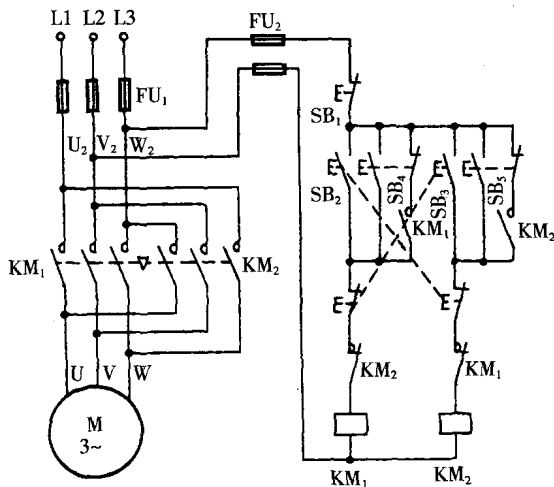 L1 L2 L3
FU2
FU1
SB1
U2 V2 W2
SB2
SB4
SB3
SB5
KM1
KM2
KM1
KM2
KM2
KM1
U V W
M
3~
KM1
KM2